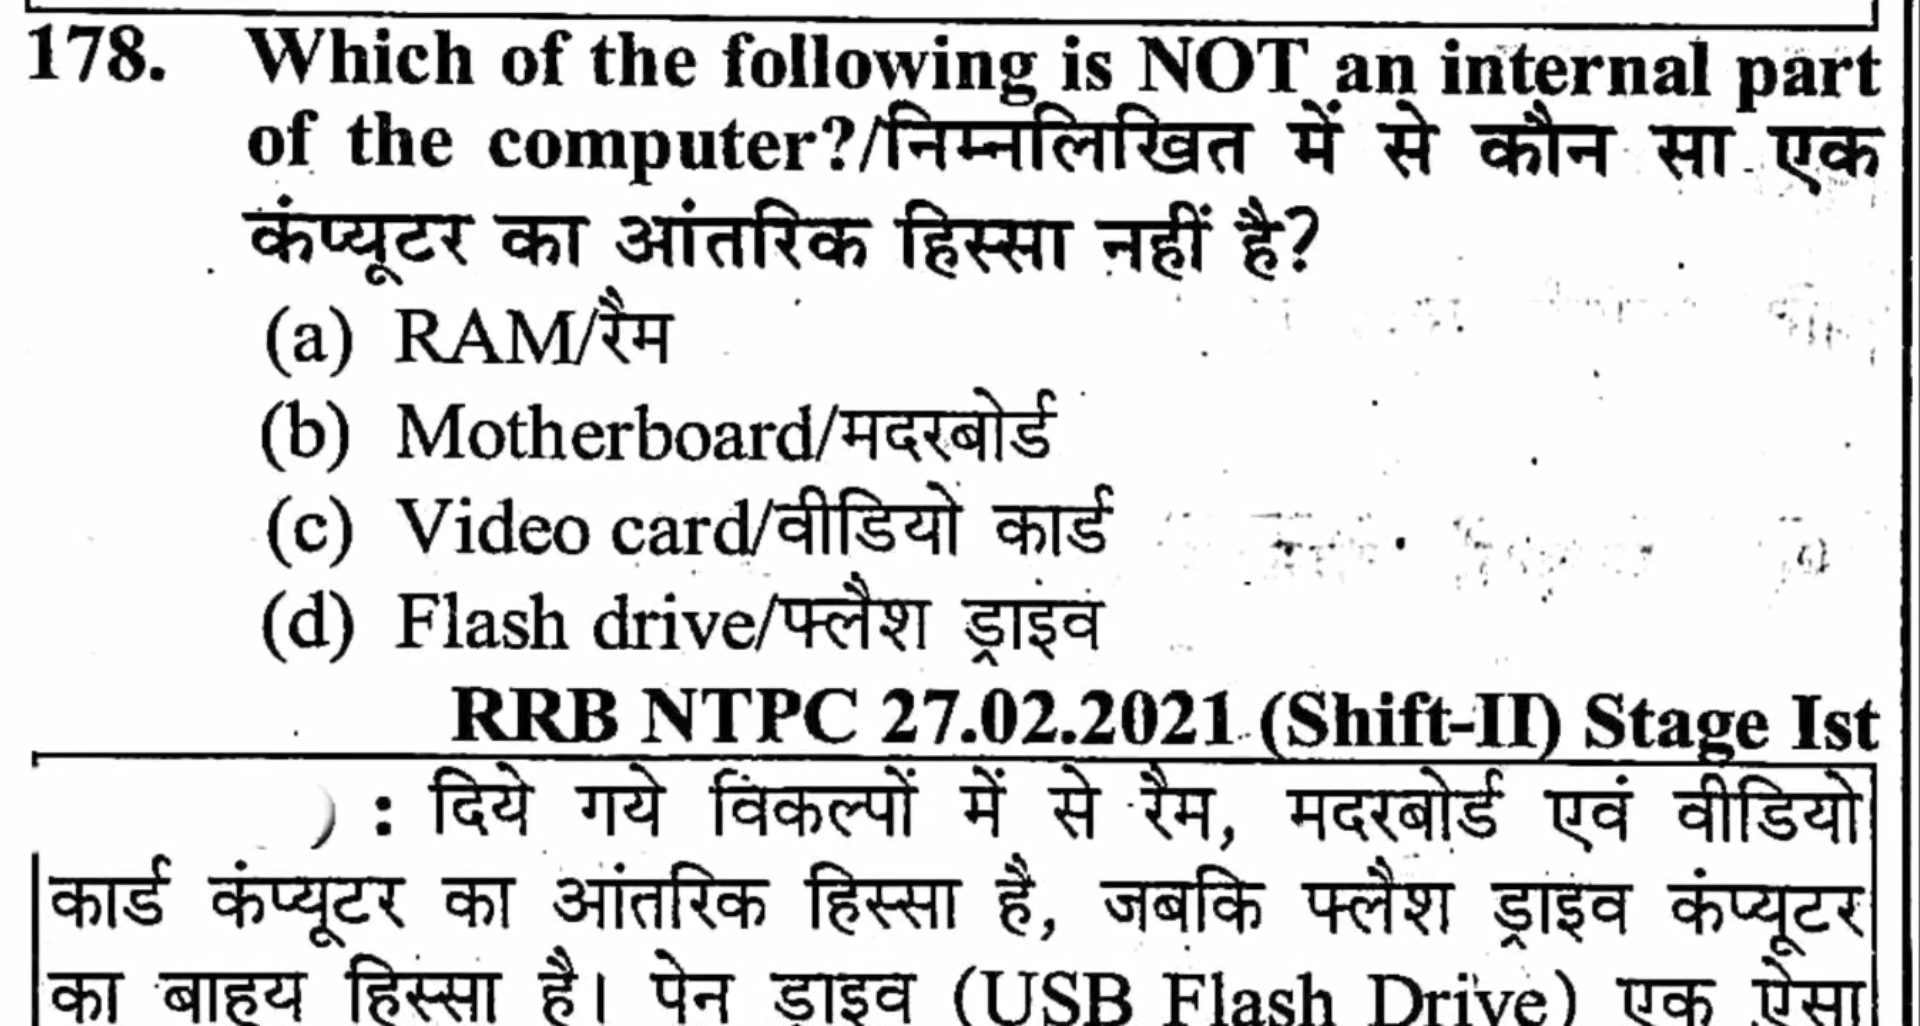 178. Which of the following is NOT an internal part
of the computer?/निम्नलिखित में से कौन सा एक
कंप्यूटर का आंतरिक हिस्सा नहीं है?
(a) RAM/रैम
(b) Motherboard/मदरबोर्ड
(c) Video card/वीडियो कार्ड
(d) Flash drive/फ्लैश ड्राइव
RRB NTPC 27.02.2021 (Shift-II) Stage Ist
) : दिये गये विकल्पों में से रैम, मदरबोर्ड एवं वीडियो
कार्ड कंप्यूटर का आंतरिक हिस्सा है, जबकि फ्लैश ड्राइव कंप्यूटर
का बाहय हिस्सा है। पेन ड्राइव (USB Flash Drive) एक ऐसा